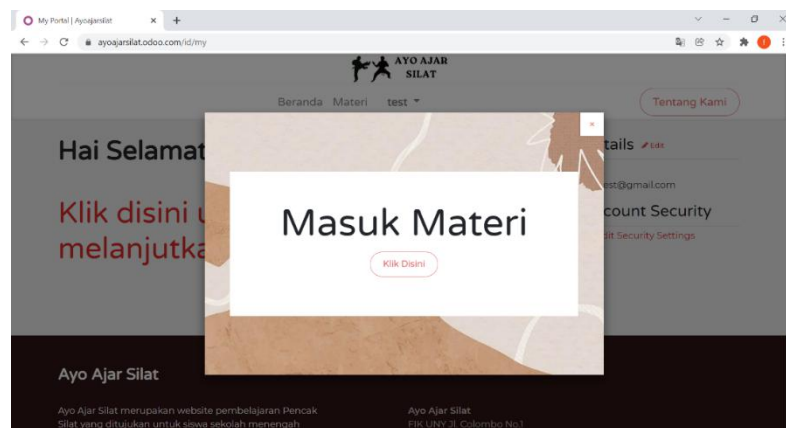 My Portal | Ayoajarsilat
ayoajarsilat.odoo.com/id/my
AYO AJAR
SILAT
Beranda Materi test
Tentang Kami
Hai Selamat
tails Edit
est@gmail.com
Klik disini
melanjutka
count Security
dit Security Settings
Masuk Materi
Klik Disini
Ayo Ajar Silat
Ayo Ajar Silat merupakan website pembelajaran Pencak
Silat yang ditujukan untuk siswa sekolah menengah
Ayo Ajar Silat
FIK UNY Jl. Colombo No.1